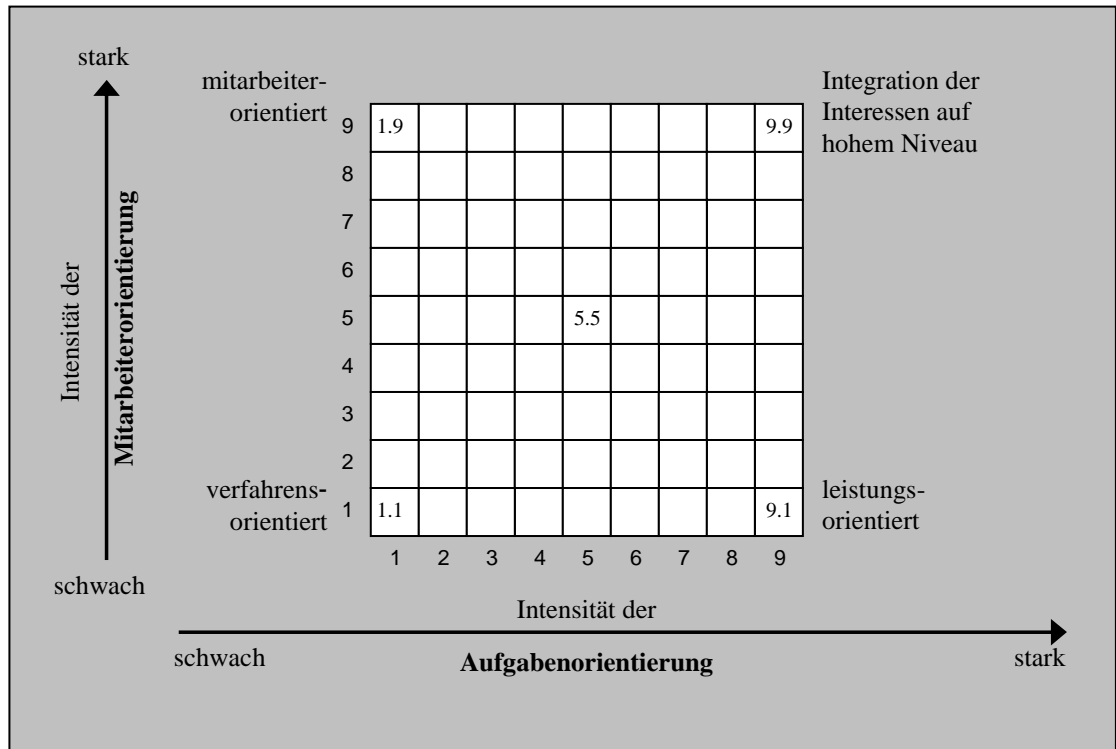 stark
mitarbeiter-
orientiert
Integration der
Interessen auf
hohem Niveau
9
1.9
9.9
8
7
6
5
5.5
4
3
2
1
1.1
9.1
verfahrens-
orientiert
leistungs-
orientiert
Intensität der
Mitarbeiterorientierung
schwach
1 2 3 4 5 6 7 8 9
Intensität der
schwach
Aufgabenorientierung
stark